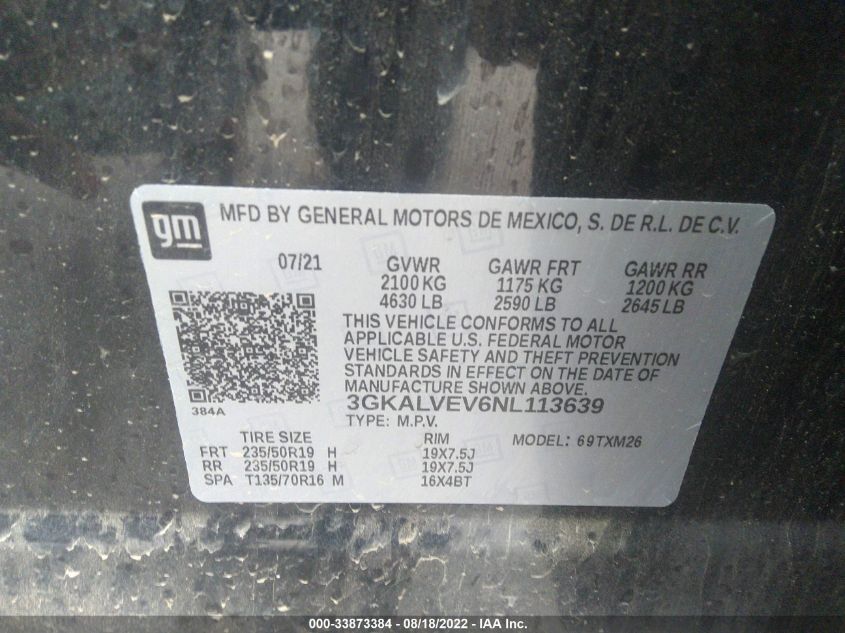 gm MFD BY GENERAL MOTORS DE MEXICO, S. DE R.L. DE C.V.
07/21 GVWR GAWR FRT GAWR RR
2100 KG 1175 KG 1200 KG
4630 LB 2590 LB 2645 LB
THIS VEHICLE CONFORMS TO ALL
APPLICABLE U.S. FEDERAL MOTOR
VEHICLE SAFETY AND THEFT PREVENTION
STANDARDS IN EFFECT ON THE DATE OF
MANUFACTURE SHOWN ABOVE.
384A 3GKALVEV6NL113639
TYPE: M.P.V.
TIRE SIZE RIM MODEL: 69TXM26
FRT 235/50R19 H 19X7.5J
RR 235/50R19 H 19X7.5J
SPA T135/70R16 M 16X4BT
000-33873384 - 08/18/2022 - IAA Inc.